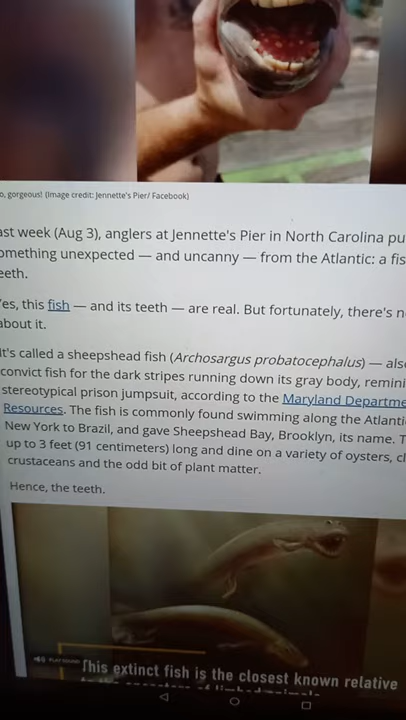 o, gorgeous! (Image credit: Jennette's Pier/ Facebook)
ast week (Aug 3), anglers at Jennette's Pier in North Carolina pu
omething unexpected — and uncanny — from the Atlantic: a fis
eeth.
es, this fish — and its teeth — are real. But fortunately, there's n
about it.
It's called a sheepshead fish (Archosargus probatocephalus) — also
convict fish for the dark stripes running down its gray body, remini
stereotypical prison jumpsuit, according to the Maryland Departme
Resources. The fish is commonly found swimming along the Atlanti
New York to Brazil, and gave Sheepshead Bay, Brooklyn, its name. T
up to 3 feet (91 centimeters) long and dine on a variety of oysters, cl
crustaceans and the odd bit of plant matter.
Hence, the teeth.
PLAY SOUND
This extinct fish is the closest known relative